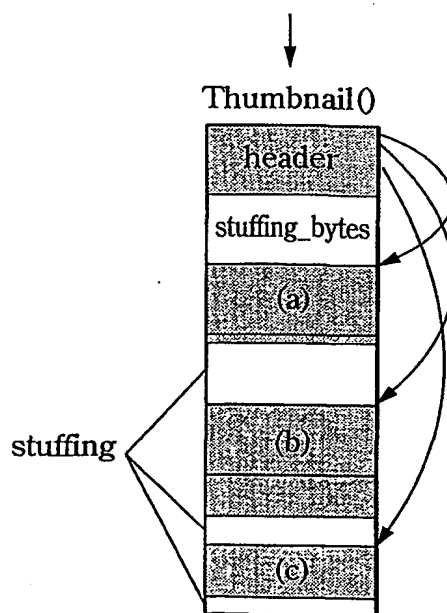 Thumbnail()
header
stuffing_bytes
(a)
(b)
stuffing
(c)